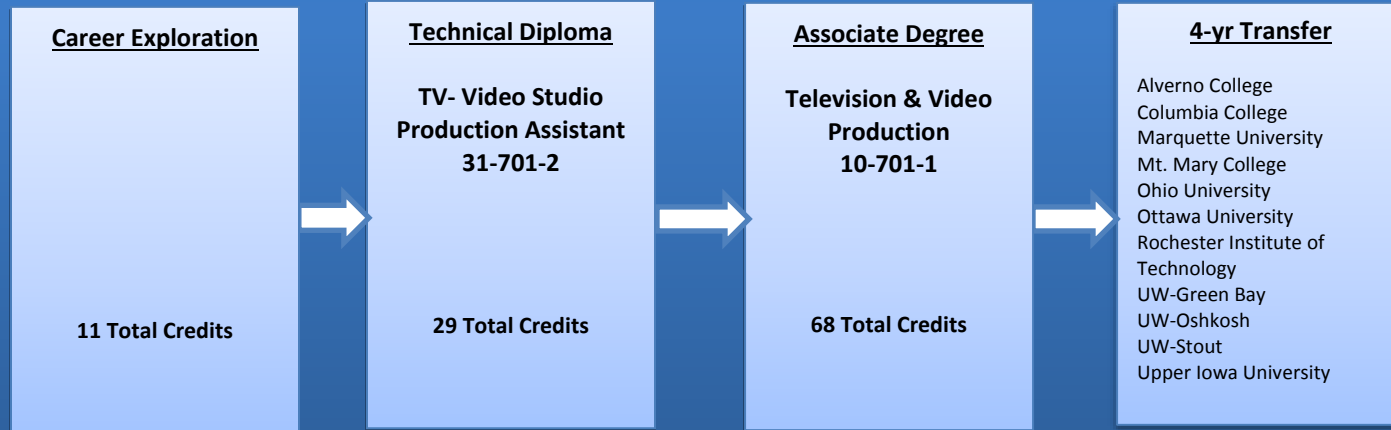 Career Exploration
11 Total Credits
Technical Diploma
TV- Video Studio
Production Assistant
31-701-2
29 Total Credits
Associate Degree
Television & Video
Production
10-701-1
68 Total Credits
4-yr Transfer
Alverno College
Columbia College
Marquette University
Mt. Mary College
Ohio University
Ottawa University
Rochester Institute of
Technology
UW-Green Bay
UW-Oshkosh
UW-Stout
Upper Iowa University